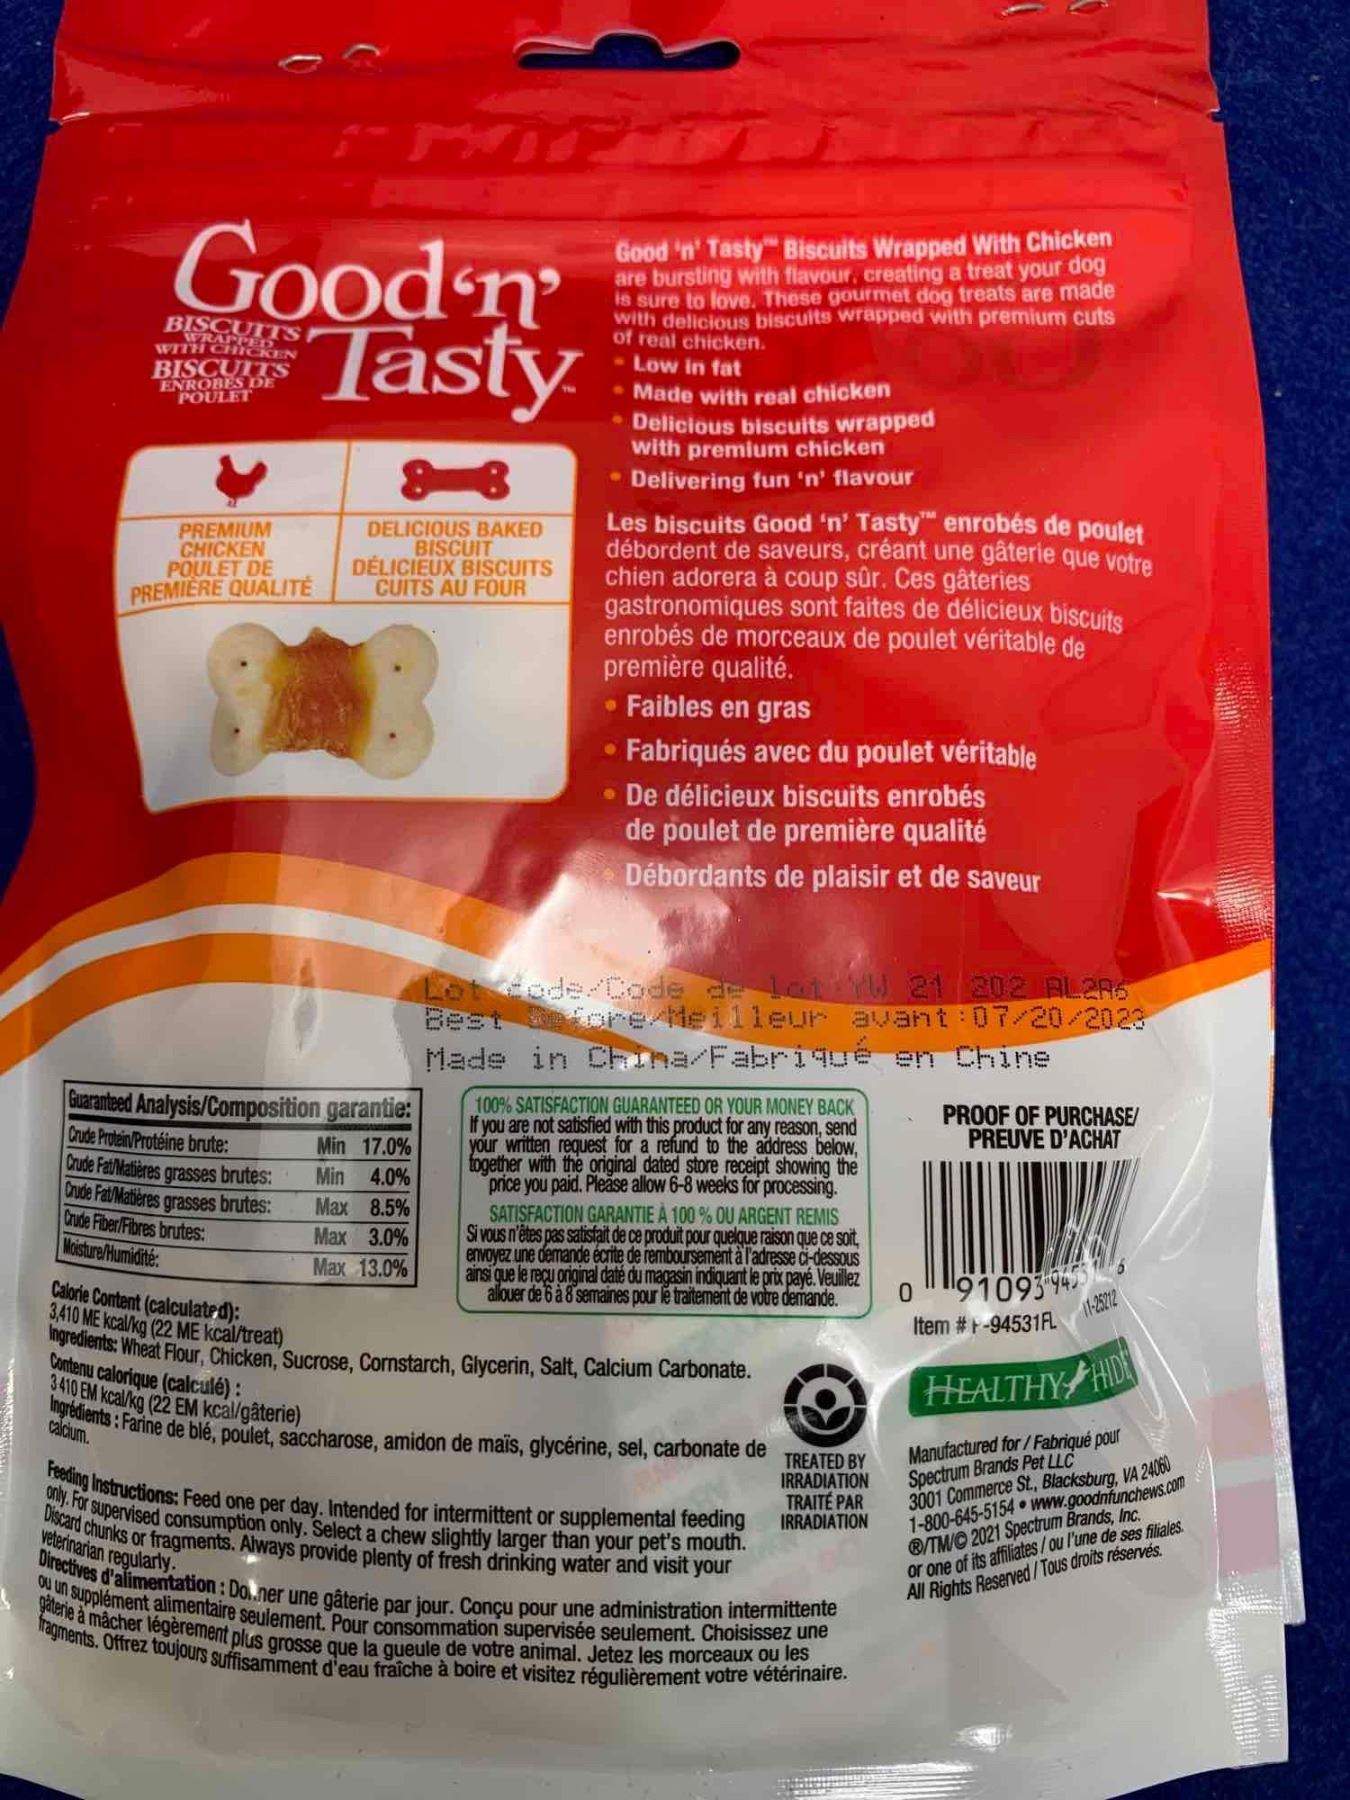 Good 'n' Tasty™
BISCUITS
WRAPPED
WITH CHICKEN
BISCUITS
ENROBÉS DE
POULET
PREMIUM
CHICKEN
POULET DE
PREMIÈRE QUALITÉ
DELICIOUS BAKED
BISCUIT
DÉLICIEUX BISCUITS
CUITS AU FOUR
Good 'n' Tasty™ Biscuits Wrapped With Chicken
are bursting with flavour, creating a treat your dog
is sure to love. These gourmet dog treats are made
with delicious biscuits wrapped with premium cuts
of real chicken.
• Low in fat
• Made with real chicken
• Delicious biscuits wrapped
with premium chicken
• Delivering fun 'n' flavour
Les biscuits Good 'n' Tasty™ enrobés de poulet
débordent de saveurs, créant une gâterie que votre
chien adorera à coup sûr. Ces gâteries
gastronomiques sont faites de délicieux biscuits
enrobés de morceaux de poulet véritable de
première qualité.
• Faibles en gras
• Fabriqués avec du poulet véritable
• De délicieux biscuits enrobés
de poulet de première qualité
• Débordants de plaisir et de saveur
Lot code/Code de lot YW 21 202 AL2A6
Best Before/Meilleur avant:07/20/2023
Made in China/Fabriqué en Chine
Guaranteed Analysis/Composition garantie:
Crude Protein/Protéine brute: Min 17.0%
Crude Fat/Matières grasses brutes: Min 4.0%
Crude Fat/Matières grasses brutes: Max 8.5%
Crude Fiber/Fibres brutes: Max 3.0%
Moisture/Humidité: Max 13.0%
100% SATISFACTION GUARANTEED OR YOUR MONEY BACK
If you are not satisfied with this product for any reason, send
your written request for a refund to the address below,
together with the original dated store receipt showing the
price you paid. Please allow 6-8 weeks for processing.
SATISFACTION GARANTIE À 100 % OU ARGENT REMIS
Si vous n'êtes pas satisfait de ce produit pour quelque raison que ce soit,
envoyez une demande écrite de remboursement à l'adresse ci-dessous
ainsi que le reçu original daté du magasin indiquant le prix payé. Veuillez
allouer de 6 à 8 semaines pour le traitement de votre demande.
PROOF OF PURCHASE/
PREUVE D'ACHAT
0 91093 94531 6
Item # P-94531FL 11-25212
Calorie Content (calculated):
3,410 ME kcal/kg (22 ME kcal/treat)
Ingredients: Wheat Flour, Chicken, Sucrose, Cornstarch, Glycerin, Salt, Calcium Carbonate.
Contenu calorique (calculé) :
3 410 EM kcal/kg (22 EM kcal/gâterie)
Ingrédients : Farine de blé, poulet, saccharose, amidon de maïs, glycérine, sel, carbonate de
calcium.
TREATED BY
IRRADIATION
TRAITÉ PAR
IRRADIATION
HEALTHY HIDE
Manufactured for / Fabriqué pour
Spectrum Brands Pet LLC
3001 Commerce St., Blacksburg, VA 24060
1-800-645-5154 • www.goodnfunchews.com
®/TM/© 2021 Spectrum Brands, Inc.
or one of its affiliates / ou l'une de ses filiales.
All Rights Reserved / Tous droits réservés.
Feeding Instructions: Feed one per day. Intended for intermittent or supplemental feeding
only. For supervised consumption only. Select a chew slightly larger than your pet's mouth.
Discard chunks or fragments. Always provide plenty of fresh drinking water and visit your
veterinarian regularly.
Directives d'alimentation : Donner une gâterie par jour. Conçu pour une administration intermittente
ou un supplément alimentaire seulement. Pour consommation supervisée seulement. Choisissez une
gâterie à mâcher légèrement plus grosse que la gueule de votre animal. Jetez les morceaux ou les
fragments. Offrez toujours suffisamment d'eau fraîche à boire et visitez régulièrement votre vétérinaire.